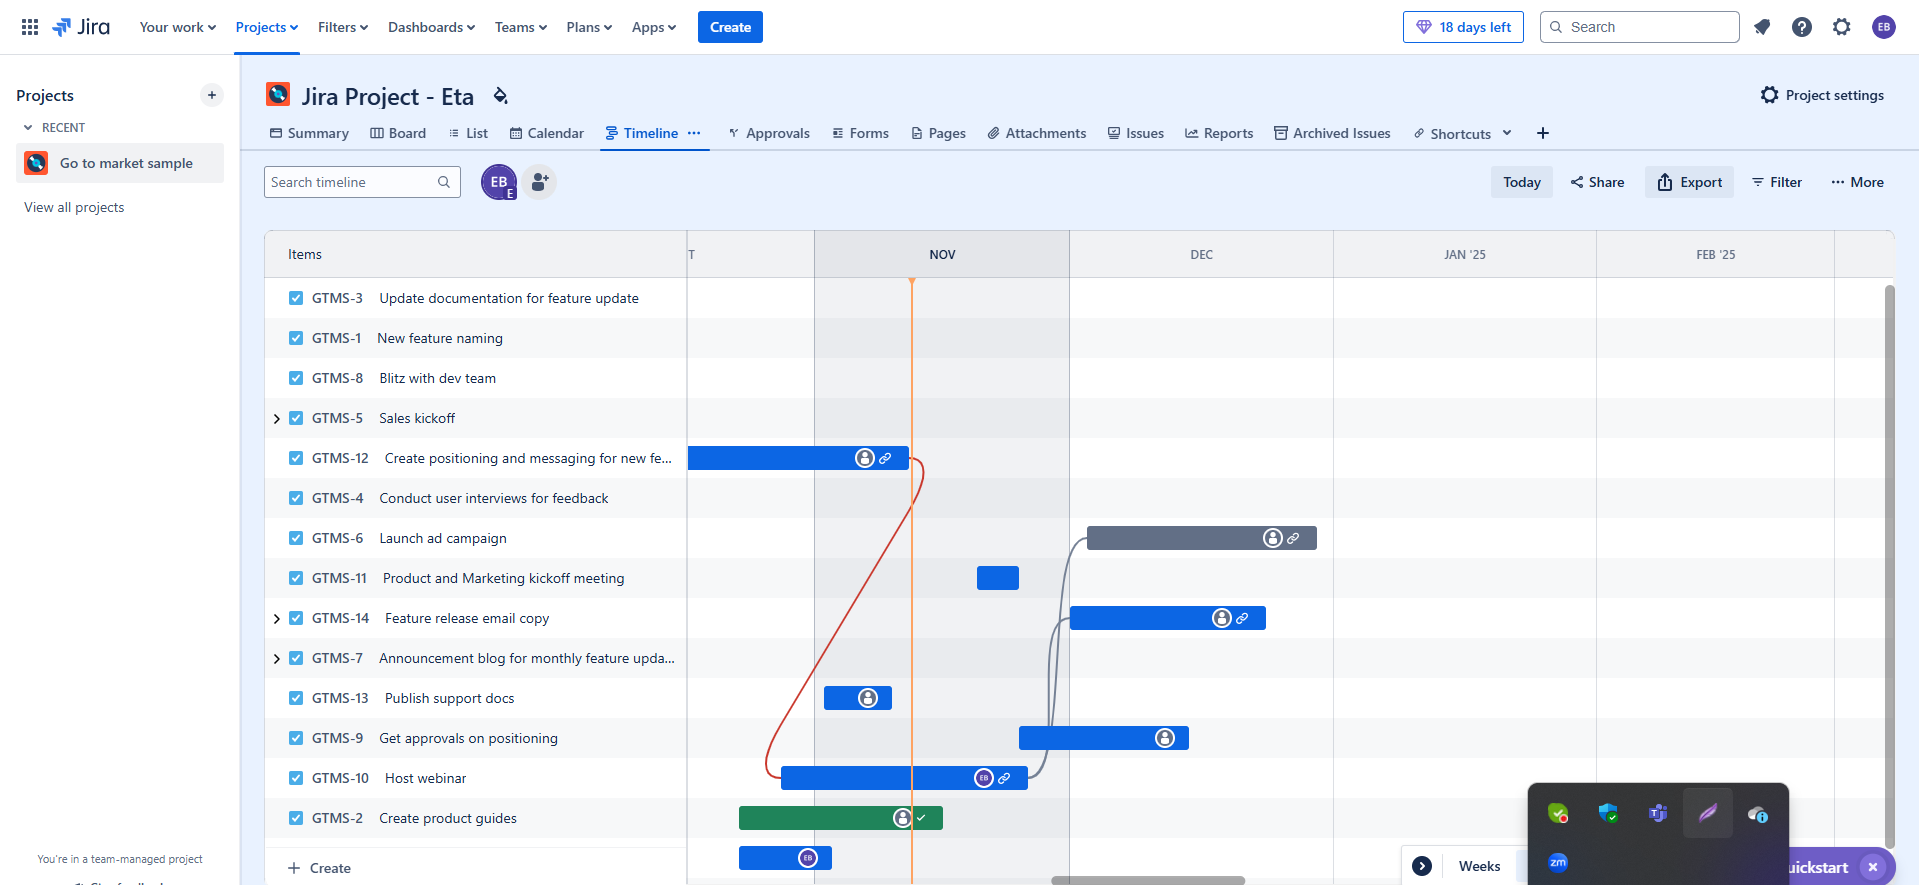 Jira
Your work Projects Filters Dashboards Teams Plans Apps Create 18 days left Search EB
Projects
RECENT
Go to market sample
View all projects
Jira Project - Eta
Project settings
Summary Board List Calendar Timeline Approvals Forms Pages Attachments Issues Reports Archived Issues Shortcuts
Search timeline EB E Today Share Export Filter More
Items T NOV DEC JAN '25 FEB '25
GTMS-3 Update documentation for feature update
GTMS-1 New feature naming
GTMS-8 Blitz with dev team
GTMS-5 Sales kickoff
GTMS-12 Create positioning and messaging for new fe...
GTMS-4 Conduct user interviews for feedback
GTMS-6 Launch ad campaign
GTMS-11 Product and Marketing kickoff meeting
GTMS-14 Feature release email copy
GTMS-7 Announcement blog for monthly feature upda...
GTMS-13 Publish support docs
GTMS-9 Get approvals on positioning
GTMS-10 Host webinar EB
GTMS-2 Create product guides
EB
Create
You're in a team-managed project
Weeks
uickstart
zm